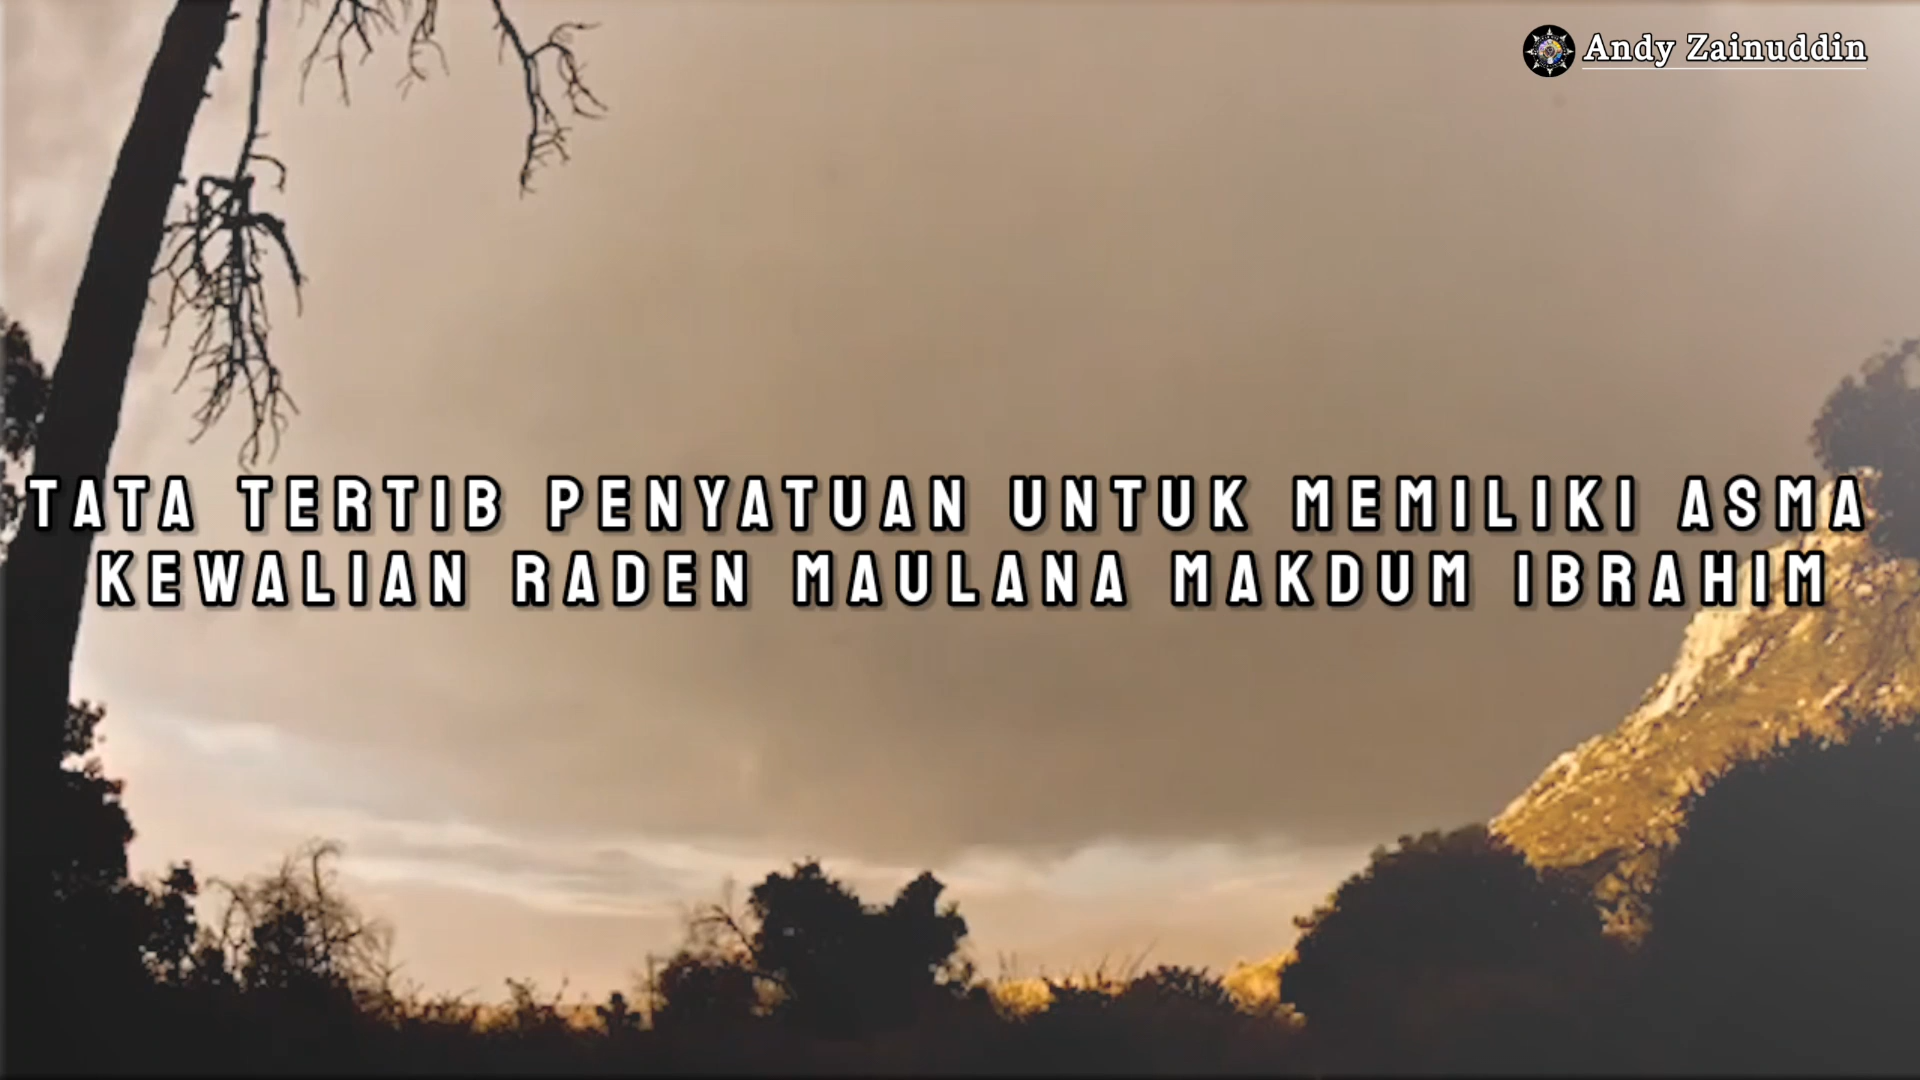 Andy Zainuddin
TATA TERTIB PENYATUAN UNTUK MEMILIKI ASMA
KEWALIAN RADEN MAULANA MAKDUM IBRAHIM